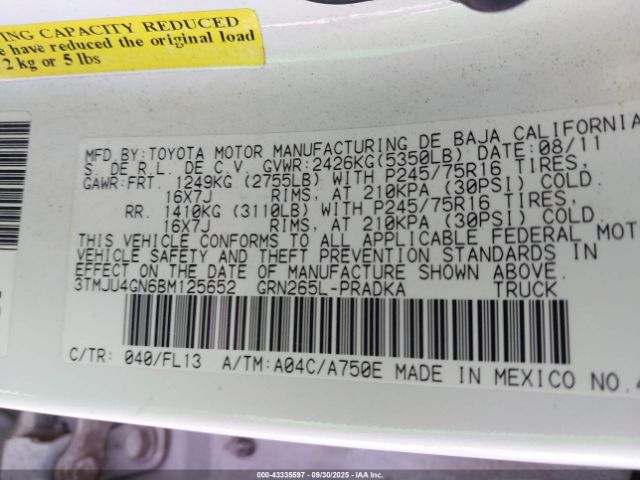 ING CAPACITY REDUCED
e have reduced the original load
2 kg or 5 lbs
MFD BY:TOYOTA MOTOR MANUFACTURING DE BAJA CALIFORNIA
S DE R.L. DE C.V. GVWR:2426KG(5350LB) DATE:08/11
GAWR:FRT. 1249KG (2755LB) WITH P245/75R16 TIRES,
16X7J RIMS, AT 210KPA (30PSI) COLD
RR. 1410KG (3110LB) WITH P245/75R16 TIRES,
16X7J RIMS, AT 210KPA (30PSI) COLD.
THIS VEHICLE CONFORMS TO ALL APPLICABLE FEDERAL MOTOR
VEHICLE SAFETY AND THEFT PREVENTION STANDARDS IN
EFFECT ON THE DATE OF MANUFACTURE SHOWN ABOVE.
3TMJU4GN6BM125652 GRN265L-PRADKA TRUCK
C/TR: 040/FL13 A/TM:A04C/A750E MADE IN MEXICO NO.4
000-43335597 - 09/30/2025 - IAAI.COM